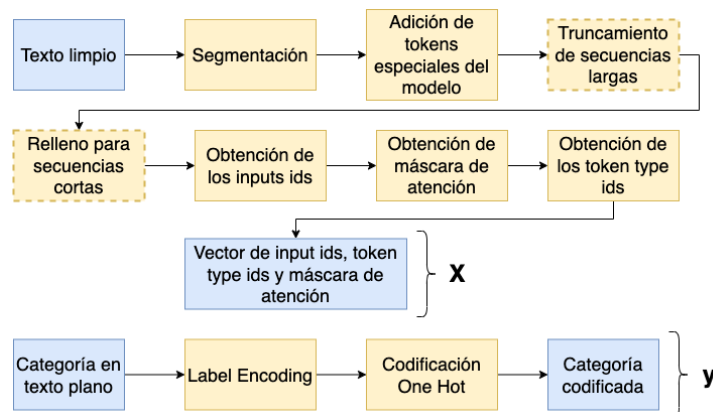 Texto limpio
Segmentación
Adición de
tokens
especiales del
modelo
Truncamiento
de secuencias
largas
Relleno para
secuencias
cortas
Obtención de
los inputs ids
Obtención de
máscara de
atención
Obtención de
los token type
ids
Vector de input ids, token
type ids y máscara de
atención
X
Categoría en
texto plano
Label Encoding
Codificación
One Hot
Categoría
codificada
y